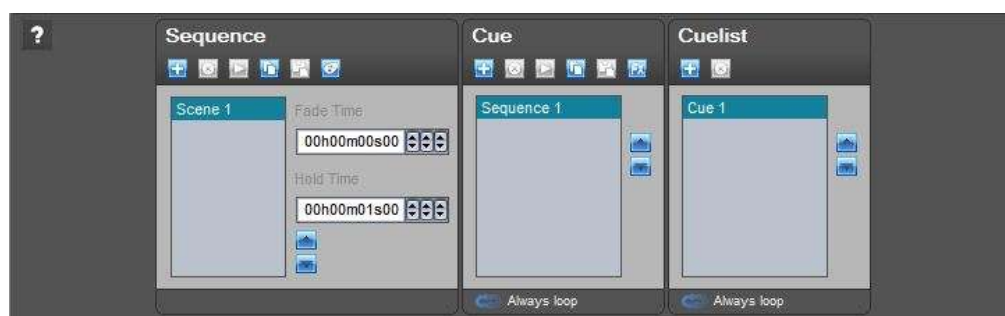 ?
Sequence
Scene 1
Fade Time
00h00m00s00
Hold Time
00h00m01s00
Cue
FX
Sequence 1
Always loop
Cuelist
Cue 1
Always loop